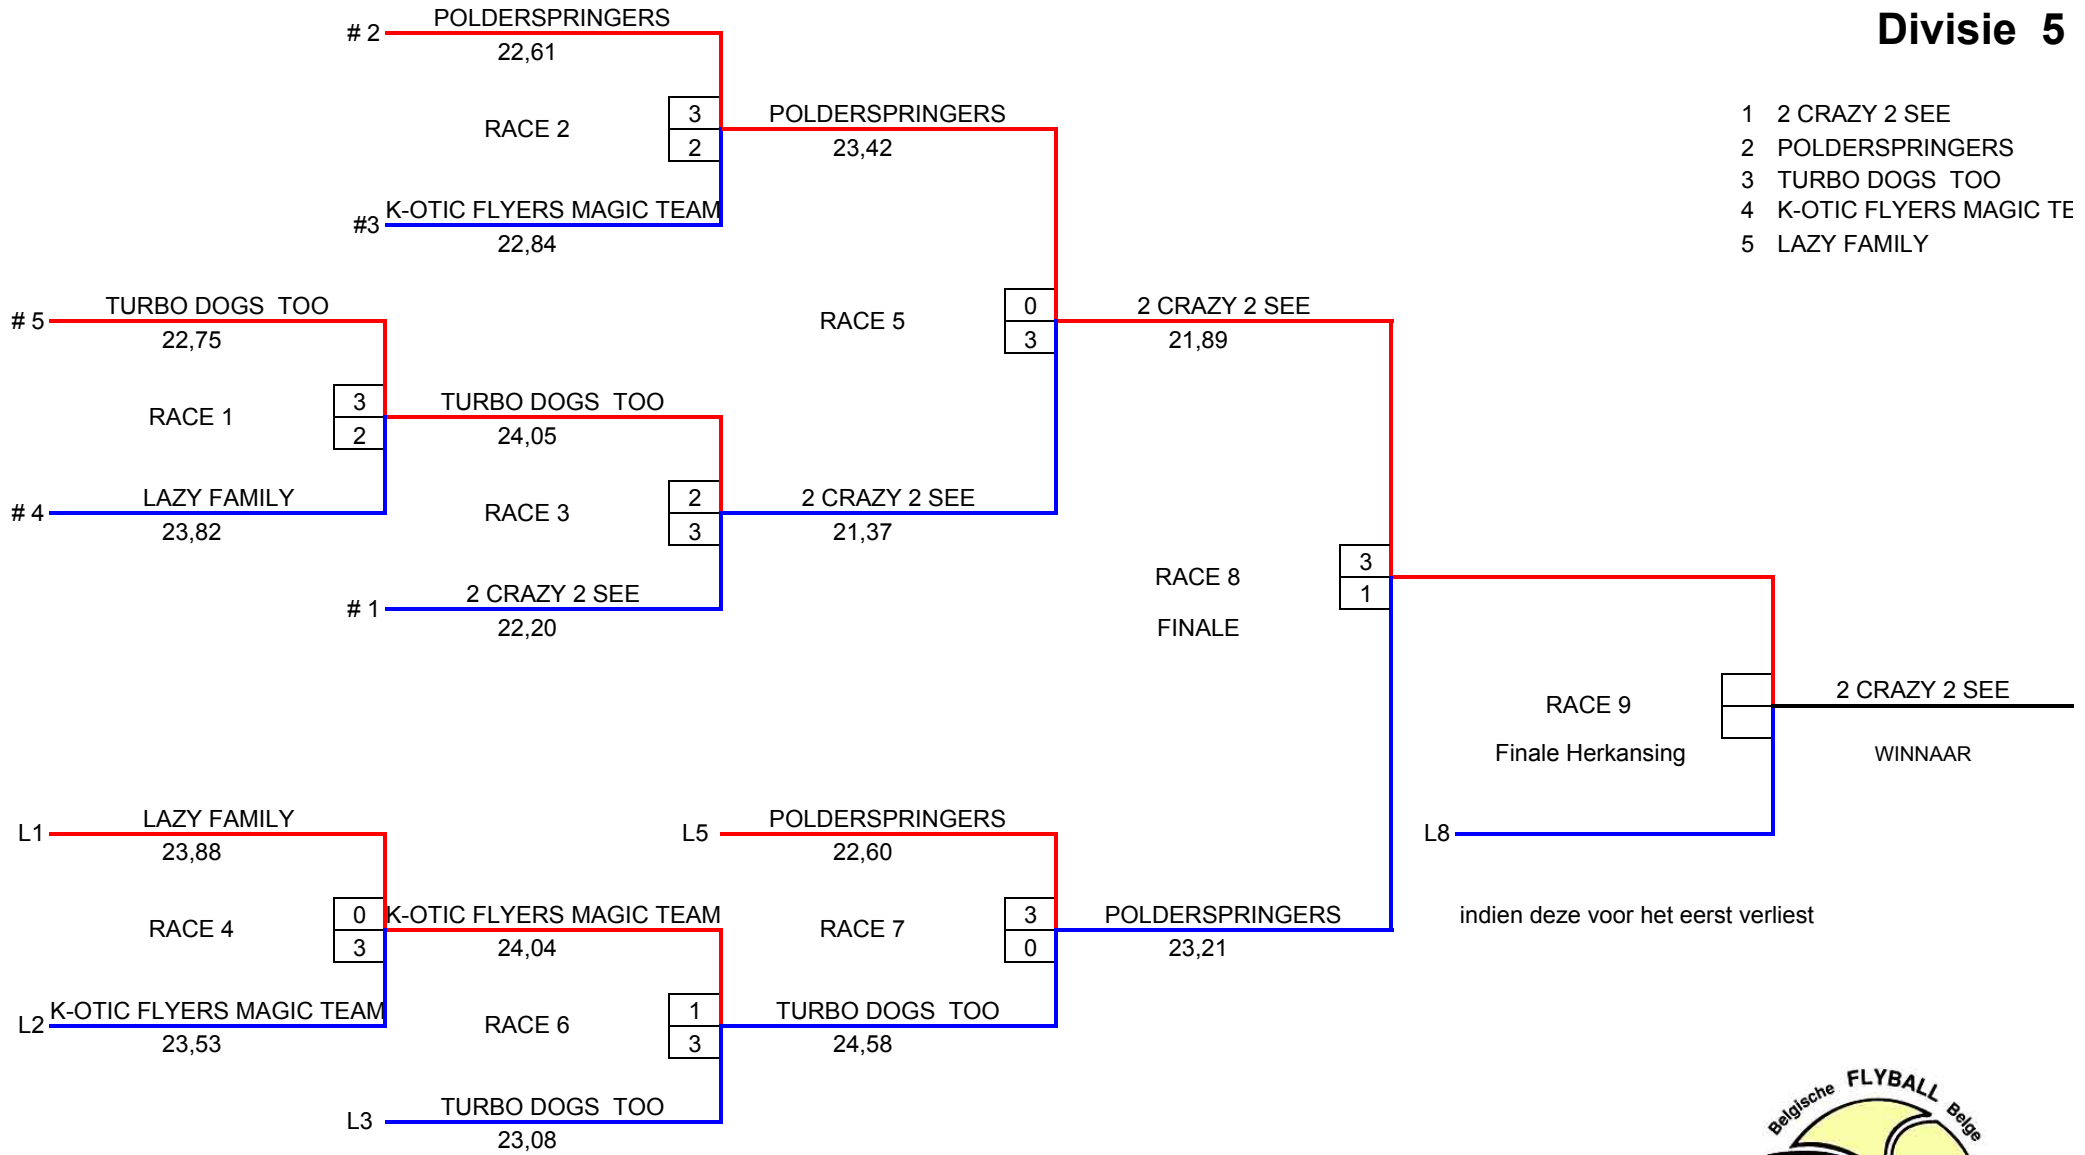 Divisie 5
# 2 POLDERSPRINGERS
22,61
RACE 2
3
2
#3 K-OTIC FLYERS MAGIC TEAM
22,84
POLDERSPRINGERS
23,42
1 2 CRAZY 2 SEE
2 POLDERSPRINGERS
3 TURBO DOGS TOO
4 K-OTIC FLYERS MAGIC TE
5 LAZY FAMILY
# 5 TURBO DOGS TOO
22,75
RACE 1
3
2
# 4 LAZY FAMILY
23,82
TURBO DOGS TOO
24,05
RACE 3
2
3
# 1 2 CRAZY 2 SEE
22,20
RACE 5
0
3
2 CRAZY 2 SEE
21,37
2 CRAZY 2 SEE
21,89
RACE 8
3
1
FINALE
RACE 9
Finale Herkansing
2 CRAZY 2 SEE
WINNAAR
L1 LAZY FAMILY
23,88
RACE 4
0
3
L2 K-OTIC FLYERS MAGIC TEAM
23,53
K-OTIC FLYERS MAGIC TEAM
24,04
RACE 6
1
3
L3 TURBO DOGS TOO
23,08
L5 POLDERSPRINGERS
22,60
RACE 7
3
0
TURBO DOGS TOO
24,58
POLDERSPRINGERS
23,21
L8
indien deze voor het eerst verliest
Belgische FLYBALL Belge